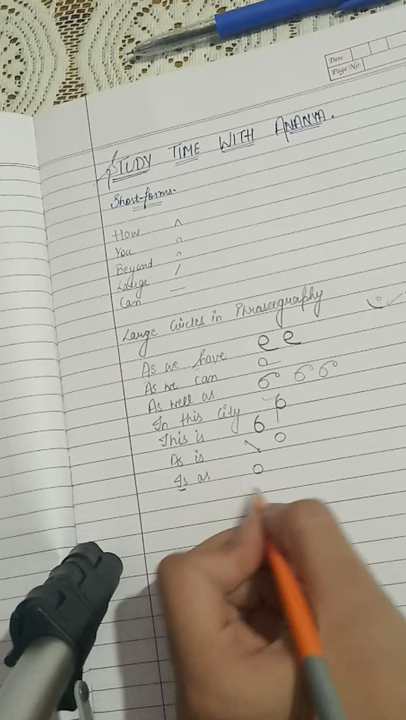 Date
Page No.
STUDY TIME WITH ANANYA.
Short-forms-
How
You
Beyond
Large
Can
Large Circles in Phraseography
As we have
As we can
As well as
In this city
This is
As is
Is as